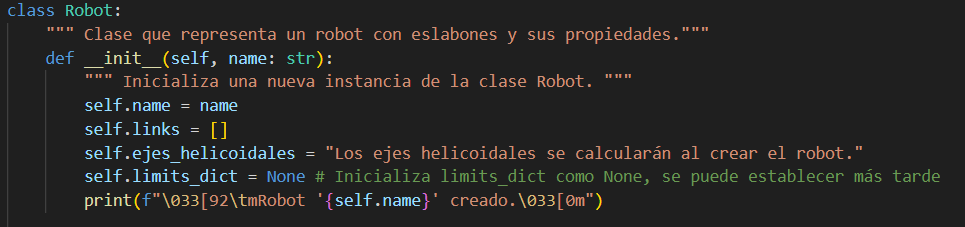 class Robot:
    """ Clase que representa un robot con eslabones y sus propiedades."""
    def __init__(self, name: str):
        """ Inicializa una nueva instancia de la clase Robot. """
        self.name = name
        self.links = []
        self.ejes_helicoidales = "Los ejes helicoidales se calcularán al crear el robot."
        self.limits_dict = None # Inicializa limits_dict como None, se puede establecer más tarde
        print(f"\033[92\tmRobot '{self.name}' creado.\033[0m")